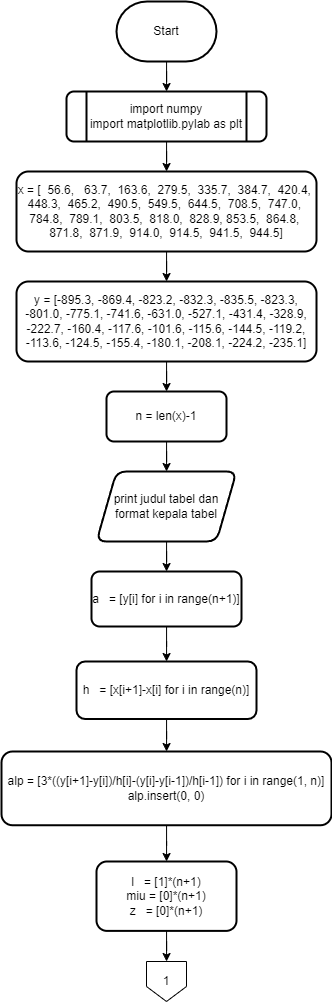 Start
import numpy
import matplotlib.pylab as plt
x = [ 56.6, 63.7, 163.6, 279.5, 335.7, 384.7, 420.4,
448.3, 465.2, 490.5, 549.5, 644.5, 708.5, 747.0,
784.8, 789.1, 803.5, 818.0, 828.9, 853.5, 864.8,
871.8, 871.9, 914.0, 914.5, 941.5, 944.5]
y = [-895.3, -869.4, -823.2, -832.3, -835.5, -823.3,
-801.0, -775.1, -741.6, -631.0, -527.1, -431.4, -328.9,
-222.7, -160.4, -117.6, -101.6, -115.6, -144.5, -119.2,
-113.6, -124.5, -155.4, -180.1, -208.1, -224.2, -235.1]
n = len(x)-1
print judul tabel dan
format kepala tabel
a = [y[i] for i in range(n+1)]
h = [x[i+1]-x[i] for i in range(n)]
alp = [3*((y[i+1]-y[i])/h[i]-(y[i]-y[i-1])/h[i-1]) for i in range(1, n)]
alp.insert(0, 0)
l = [1]*(n+1)
miu = [0]*(n+1)
z = [0]*(n+1)
1